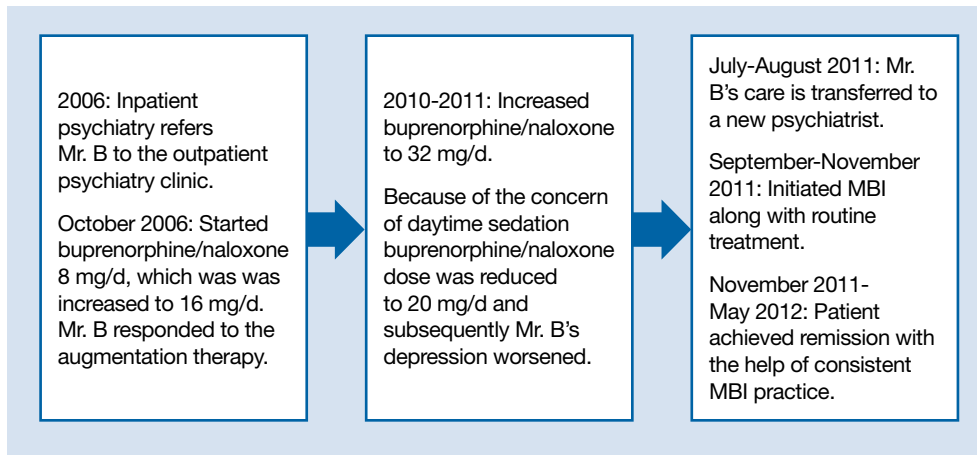 2006: Inpatient
psychiatry refers
Mr. B to the outpatient
psychiatry clinic.
October 2006: Started
buprenorphine/naloxone
8 mg/d, which was was
increased to 16 mg/d.
Mr. B responded to the
augmentation therapy.
2010-2011: Increased
buprenorphine/naloxone
to 32 mg/d.
Because of the concern
of daytime sedation
buprenorphine/naloxone
dose was reduced
to 20 mg/d and
subsequently Mr. B’s
depression worsened.
July-August 2011: Mr.
B’s care is transferred to
a new psychiatrist.
September-November
2011: Initiated MBI
along with routine
treatment.
November 2011-
May 2012: Patient
achieved remission with
the help of consistent
MBI practice.